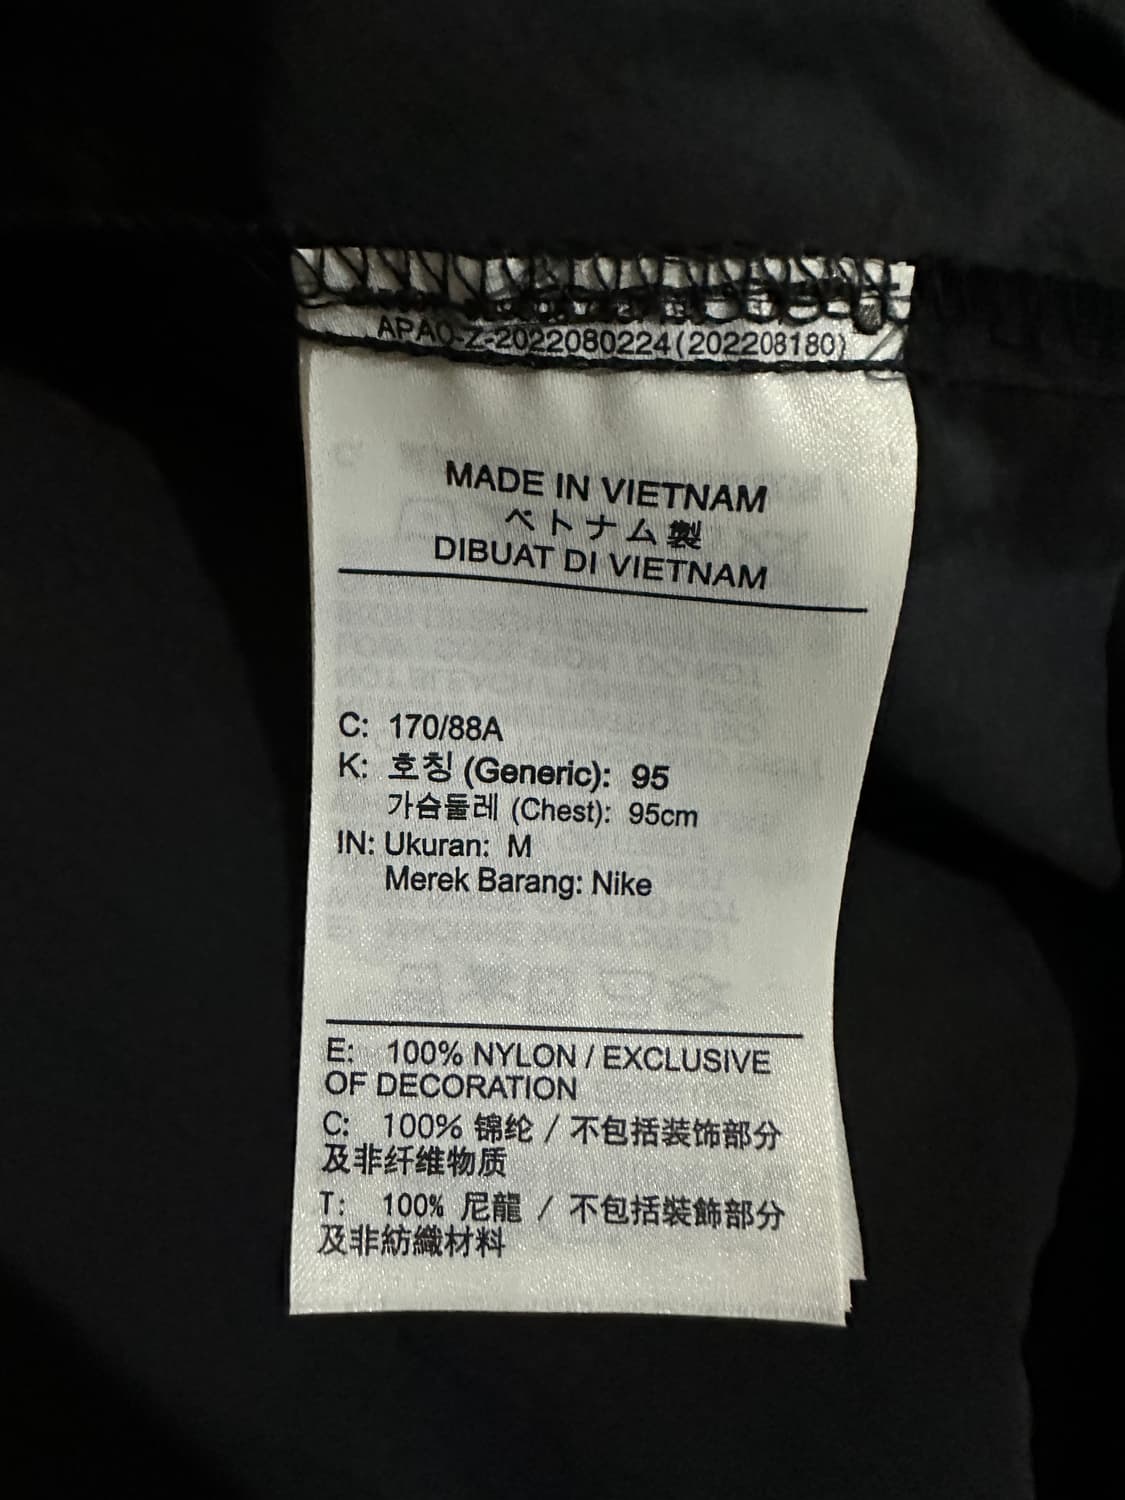 APAO-Z-2022080224(202208180)
MADE IN VIETNAM
ベトナム製
DIBUAT DI VIETNAM
C: 170/88A
K: 호칭 (Generic): 95
가슴둘레 (Chest): 95cm
IN: Ukuran: M
Merek Barang: Nike
E: 100% NYLON / EXCLUSIVE
OF DECORATION
C: 100% 锦纶 / 不包括装饰部分
及非纤维物质
T: 100% 尼龍 / 不包括裝飾部分
及非紡織材料